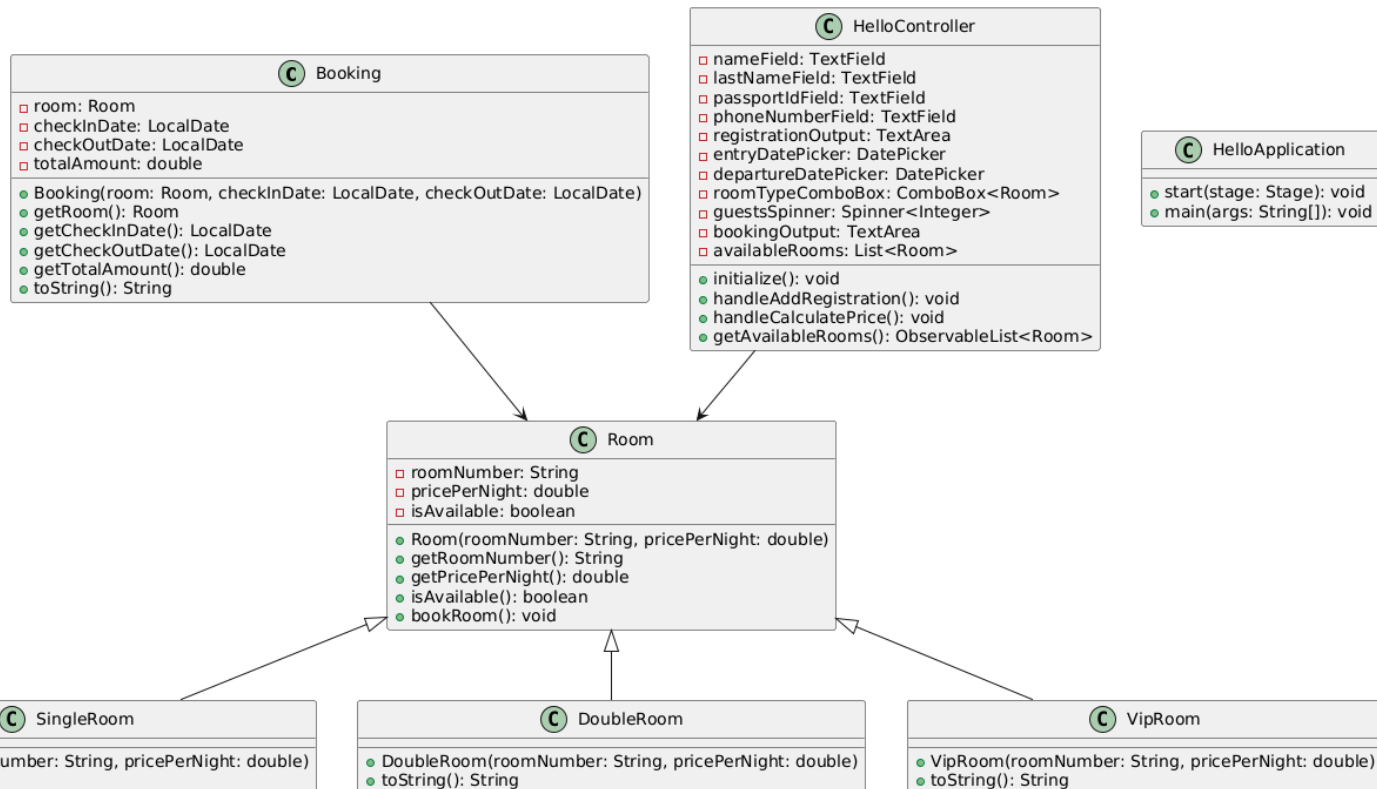 C Booking
room: Room
checkInDate: LocalDate
checkOutDate: LocalDate
totalAmount: double
Booking(room: Room, checkInDate: LocalDate, checkOutDate: LocalDate)
getRoom(): Room
getCheckInDate(): LocalDate
getCheckOutDate(): LocalDate
getTotalAmount(): double
toString(): String
C HelloController
nameField: TextField
lastNameField: TextField
passportIdField: TextField
phoneNumberField: TextField
registrationOutput: TextArea
entryDatePicker: DatePicker
departureDatePicker: DatePicker
roomTypeComboBox: ComboBox<Room>
guestsSpinner: Spinner<Integer>
bookingOutput: TextArea
availableRooms: List<Room>
initialize(): void
handleAddRegistration(): void
handleCalculatePrice(): void
getAvailableRooms(): ObservableList<Room>
C HelloApplication
start(stage: Stage): void
main(args: String[]): void
C Room
roomNumber: String
pricePerNight: double
isAvailable: boolean
Room(roomNumber: String, pricePerNight: double)
getRoomNumber(): String
getPricePerNight(): double
isAvailable(): boolean
bookRoom(): void
C SingleRoom
umber: String, pricePerNight: double)
C DoubleRoom
DoubleRoom(roomNumber: String, pricePerNight: double)
toString(): String
C VipRoom
VipRoom(roomNumber: String, pricePerNight: double)
toString(): String